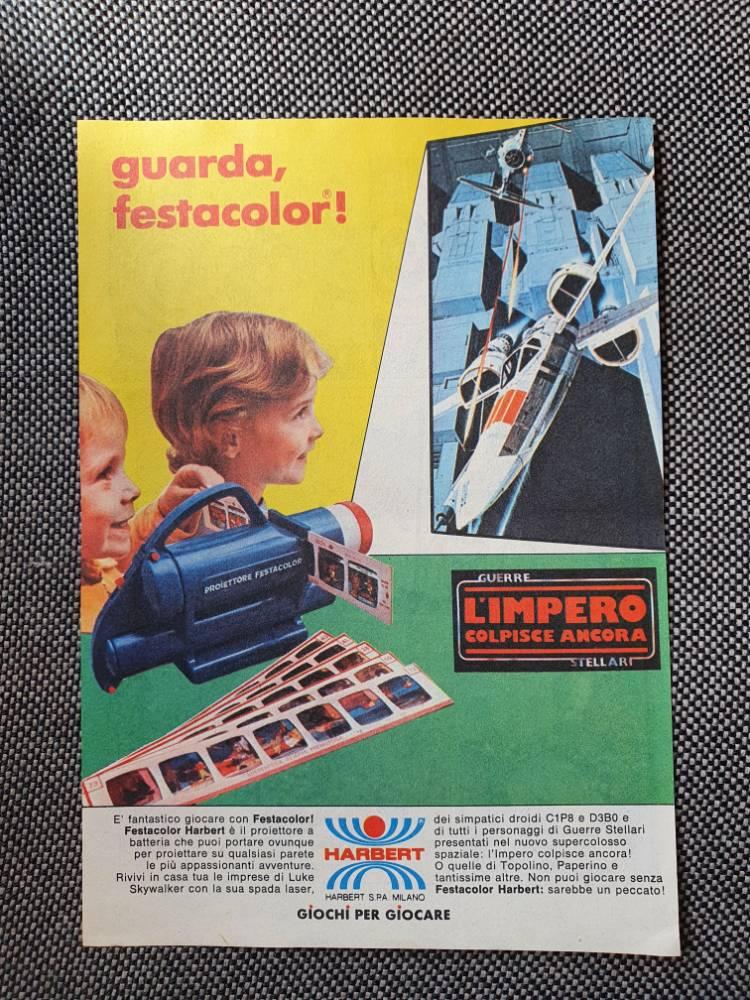 guarda,
festacolor®!
PROIETTORE FESTACOLOR
GUERRE
L'IMPERO
COLPISCE ANCORA
STELLARI
E' fantastico giocare con Festacolor!
Festacolor Harbert è il proiettore a
batteria che puoi portare ovunque
per proiettare su qualsiasi parete
le più appassionanti avventure.
Rivivi in casa tua le imprese di Luke
Skywalker con la sua spada laser,
HARBERT
HARBERT S.P.A. MILANO
GIOCHI PER GIOCARE
dei simpatici droidi C1P8 e D3B0 e
di tutti i personaggi di Guerre Stellari
presentati nel nuovo supercolosso
spaziale: l'Impero colpisce ancora!
O quelle di Topolino, Paperino e
tantissime altre. Non puoi giocare senza
Festacolor Harbert: sarebbe un peccato!